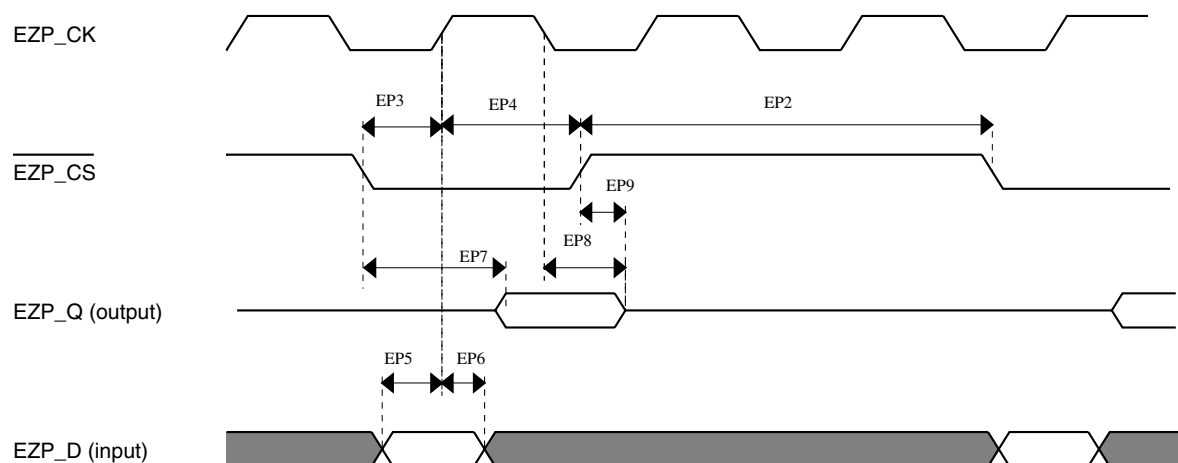 EZP_CK
EP3
EP4
EP2
EZP_CS
EP9
EP8
EP7
EZP_Q (output)
EP5
EP6
EZP_D (input)